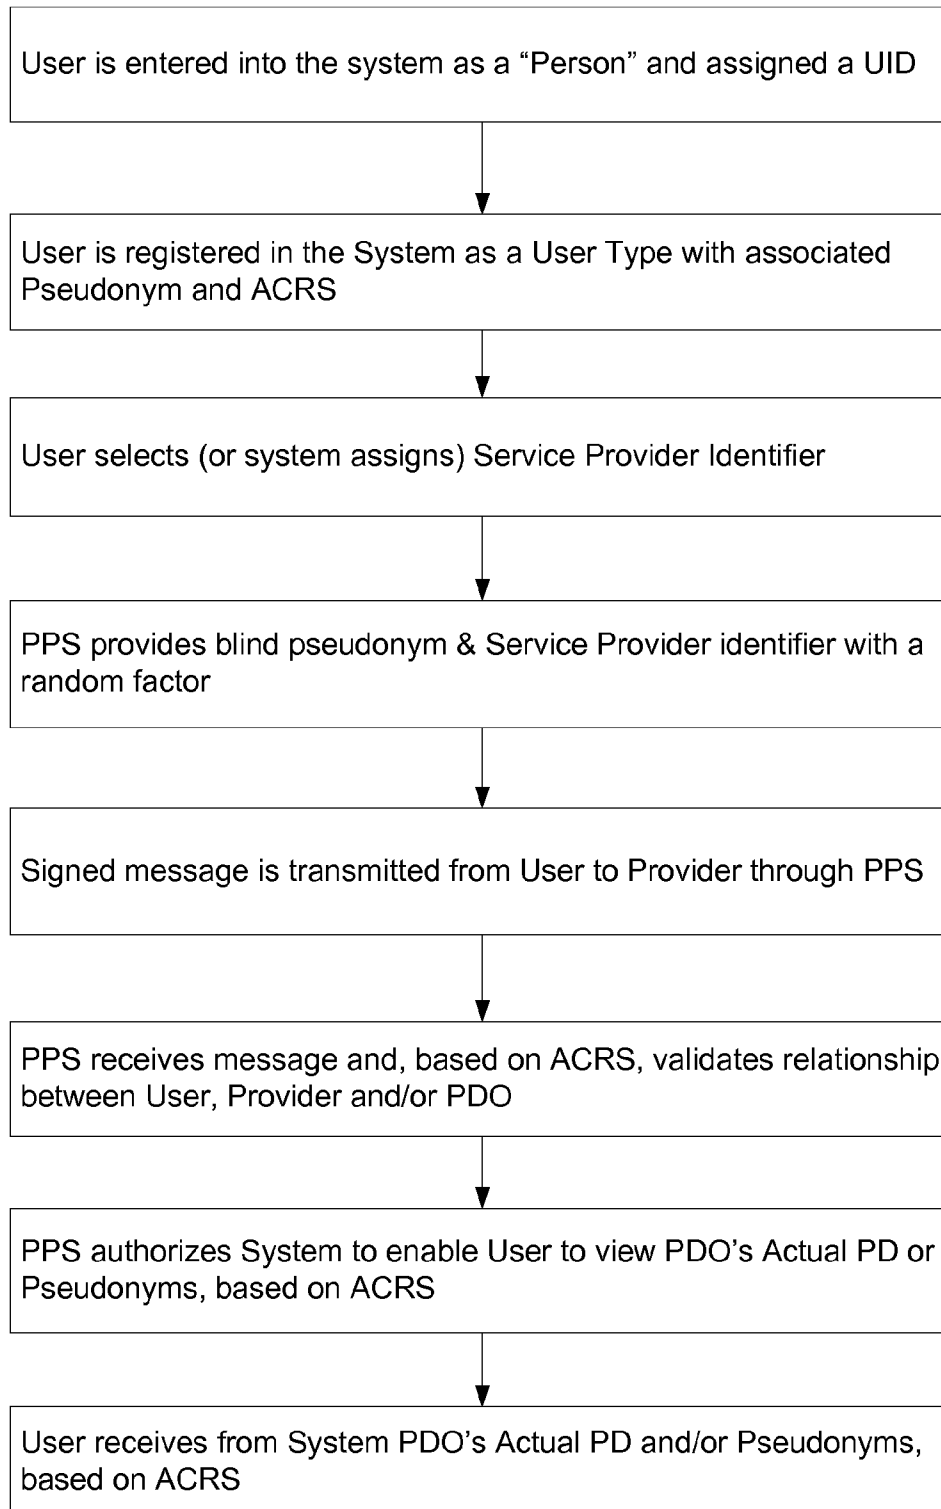 User is entered into the system as a “Person” and assigned a UID
User is registered in the System as a User Type with associated
Pseudonym and ACRS
User selects (or system assigns) Service Provider Identifier
PPS provides blind pseudonym & Service Provider identifier with a
random factor
Signed message is transmitted from User to Provider through PPS
PPS receives message and, based on ACRS, validates relationship
between User, Provider and/or PDO
PPS authorizes System to enable User to view PDO’s Actual PD or
Pseudonyms, based on ACRS
User receives from System PDO’s Actual PD and/or Pseudonyms,
based on ACRS